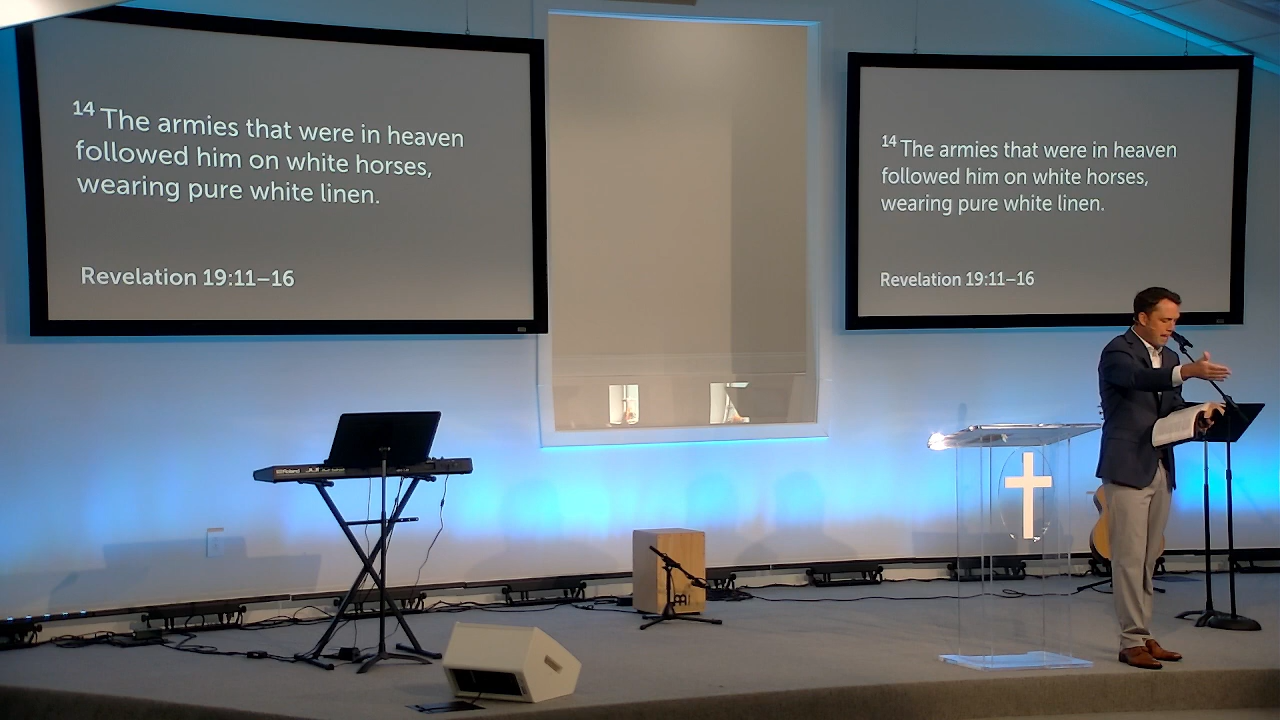 14 The armies that were in heaven
followed him on white horses,
wearing pure white linen.
Revelation 19:11–16
14 The armies that were in heaven
followed him on white horses,
wearing pure white linen.
Revelation 19:11–16
Roland